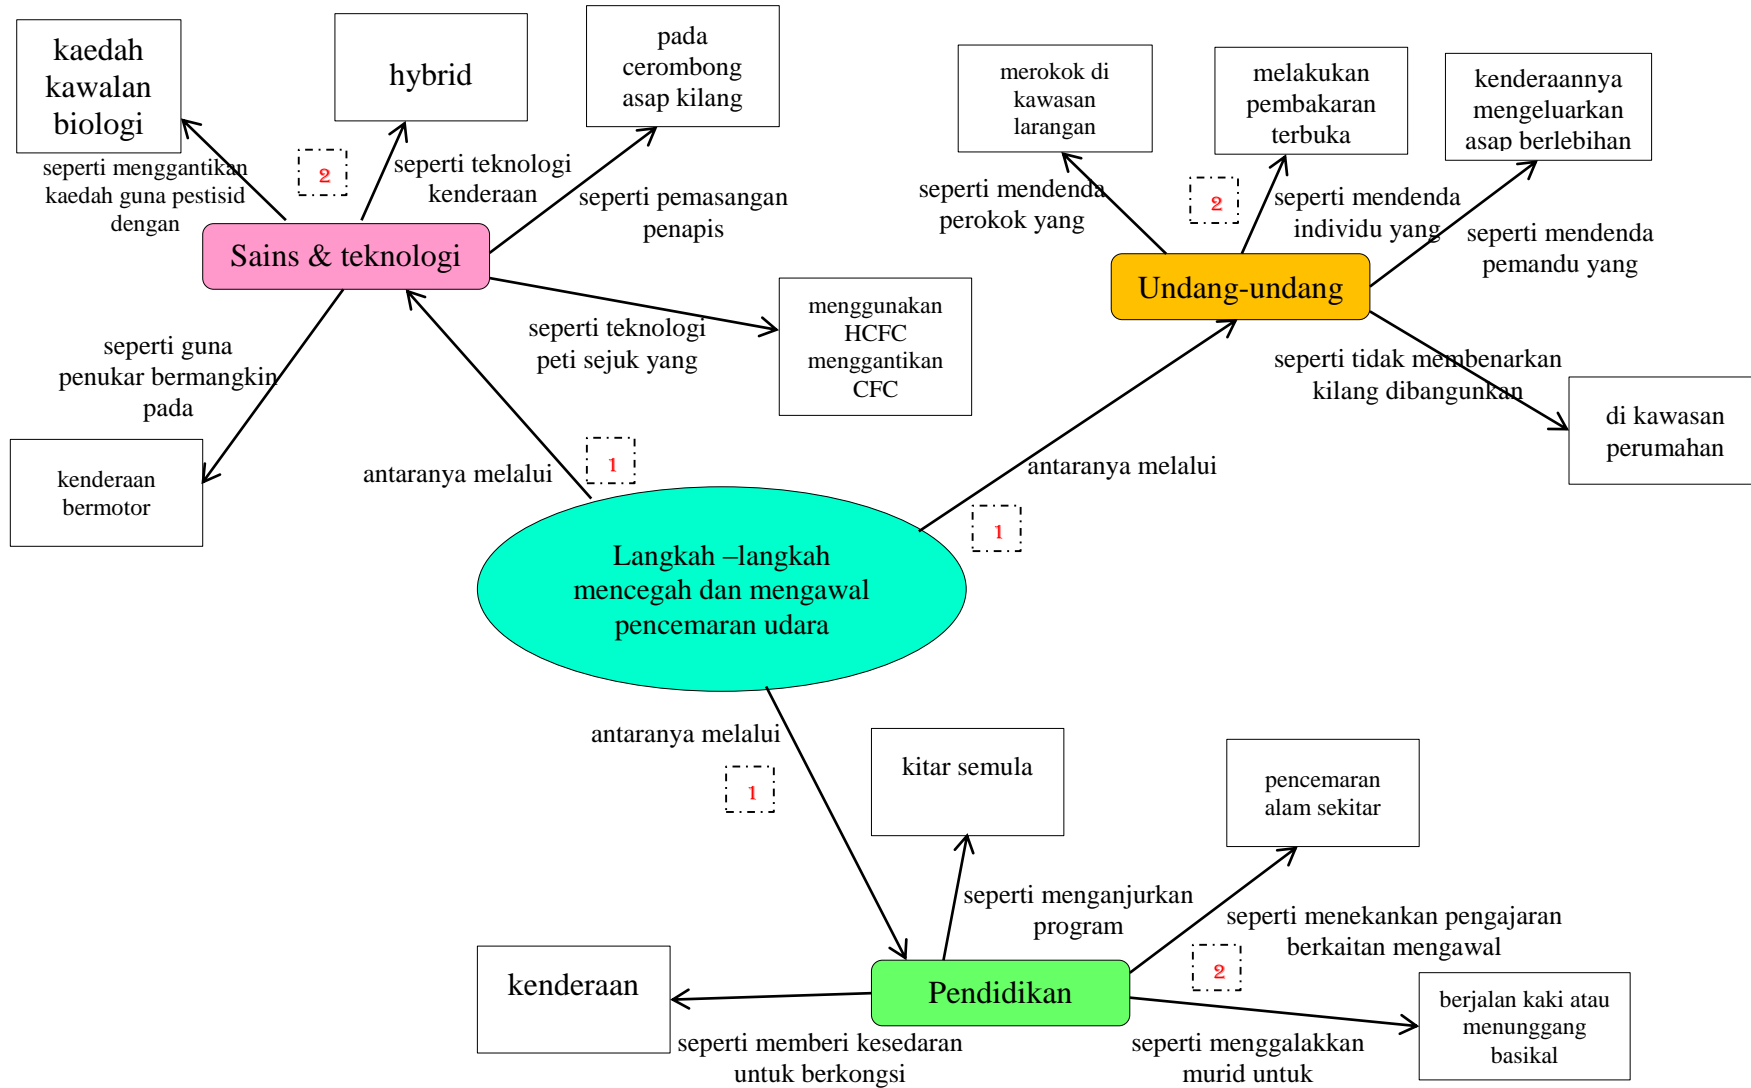 kaedah
kawalan
biologi
hybrid
pada
cerombong
asap kilang
seperti menggantikan
kaedah guna pestisid
dengan
2
seperti teknologi
kenderaan
seperti pemasangan
penapis
Sains & teknologi
seperti guna
penukar bermangkin
pada
seperti teknologi
peti sejuk yang
menggunakan
HCFC
menggantikan
CFC
kenderaan
bermotor
antaranya melalui
1
merokok di
kawasan
larangan
melakukan
pembakaran
terbuka
kenderaannya
mengeluarkan
asap berlebihan
seperti mendenda
perokok yang
2
seperti mendenda
individu yang
seperti mendenda
pemandu yang
Undang-undang
seperti tidak membenarkan
kilang dibangunkan
di kawasan
perumahan
antaranya melalui
1
Langkah –langkah
mencegah dan mengawal
pencemaran udara
antaranya melalui
1
kitar semula
pencemaran
alam sekitar
seperti menganjurkan
program
seperti menekankan pengajaran
berkaitan mengawal
2
kenderaan
Pendidikan
berjalan kaki atau
menunggang
basikal
seperti memberi kesedaran
untuk berkongsi
seperti menggalakkan
murid untuk